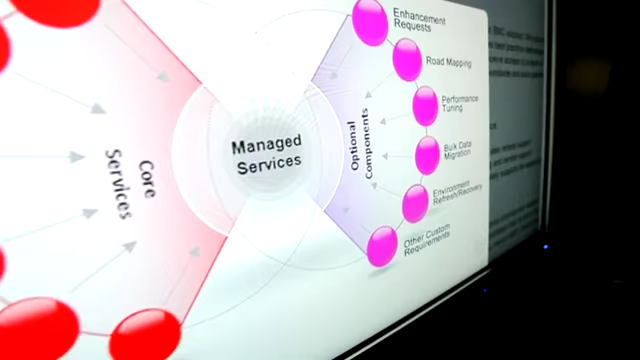 Enhancement
Requests
Road Mapping
Performance
Tuning
Bulk Data
Migration
Environment
Refresh/Recovery
Other Custom
Requirements
Optional
Components
Managed
Services
Core
Services